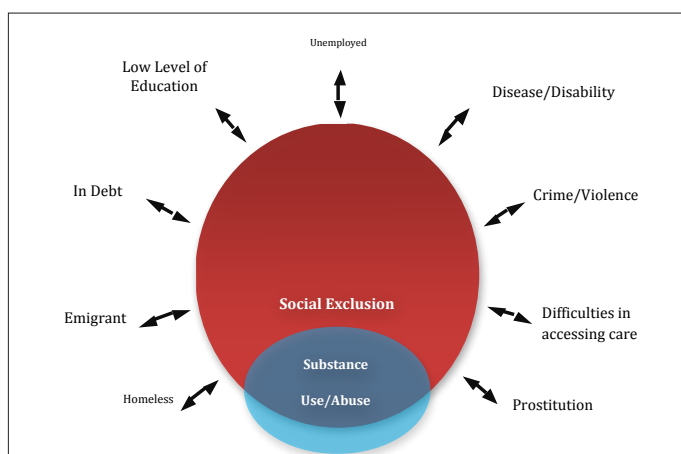 Unemployed
Low Level of
Education
Disease/Disability
In Debt
Crime/Violence
Social Exclusion
Emigrant
Difficulties in
accessing care
Substance
Use/Abuse
Homeless
Prostitution